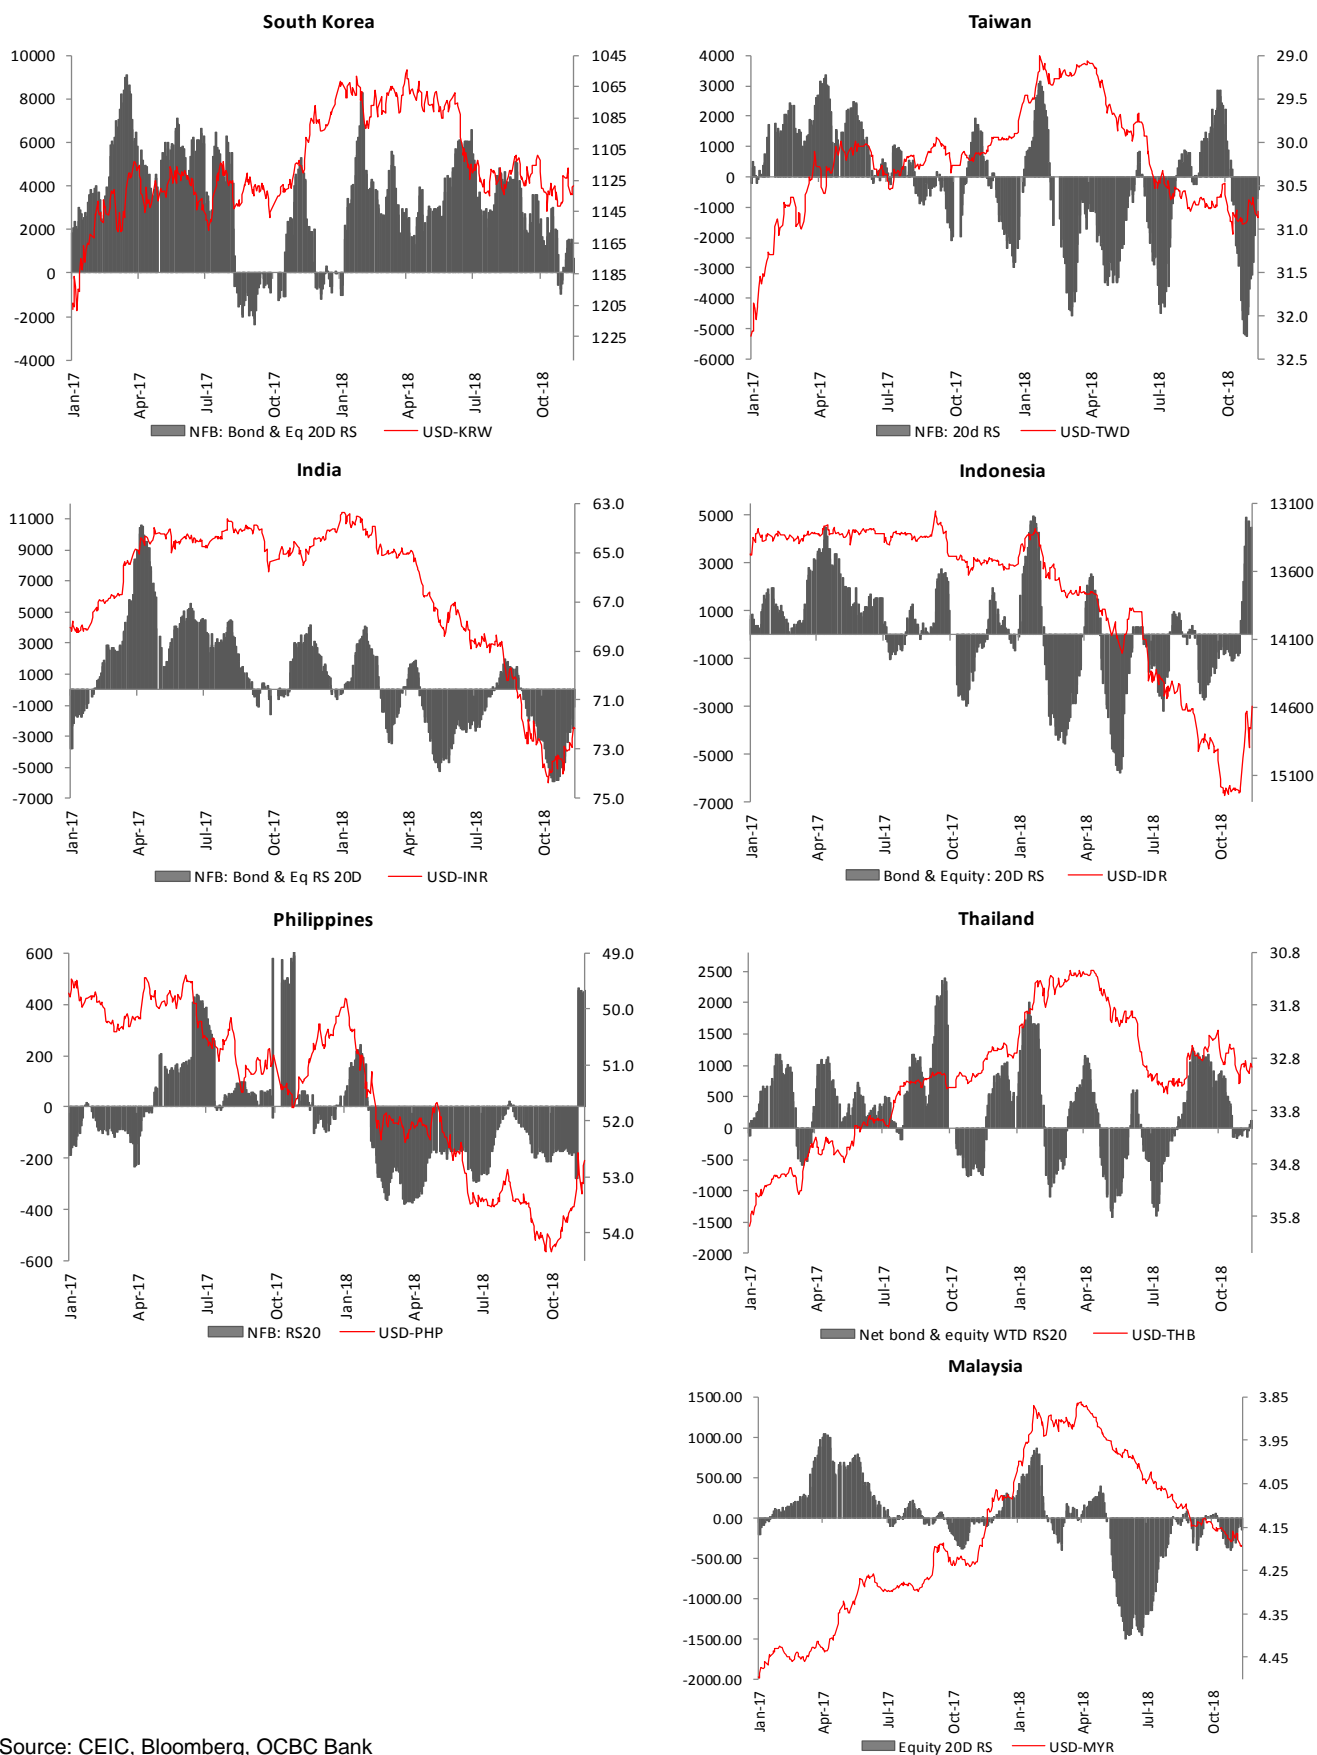 South Korea
10000
8000
6000
4000
2000
0
-2000
-4000
1045
1065
1085
1105
1125
1145
1165
1185
1205
1225
Jan-17
Apr-17
Jul-17
Oct-17
Jan-18
Apr-18
Jul-18
Oct-18
NFB: Bond & Eq 20D RS USD-KRW
Taiwan
4000
3000
2000
1000
0
-1000
-2000
-3000
-4000
-5000
-6000
29.0
29.5
30.0
30.5
31.0
31.5
32.0
32.5
Jan-17
Apr-17
Jul-17
Oct-17
Jan-18
Apr-18
Jul-18
Oct-18
NFB: 20d RS USD-TWD
India
11000
9000
7000
5000
3000
1000
-1000
-3000
-5000
-7000
63.0
65.0
67.0
69.0
71.0
73.0
75.0
Jan-17
Apr-17
Jul-17
Oct-17
Jan-18
Apr-18
Jul-18
Oct-18
NFB: Bond & Eq RS 20D USD-INR
Indonesia
5000
3000
1000
-1000
-3000
-5000
-7000
13100
13600
14100
14600
15100
Jan-17
Apr-17
Jul-17
Oct-17
Jan-18
Apr-18
Jul-18
Oct-18
Bond & Equity: 20D RS USD-IDR
Philippines
600
400
200
0
-200
-400
-600
49.0
50.0
51.0
52.0
53.0
54.0
Jan-17
Apr-17
Jul-17
Oct-17
Jan-18
Apr-18
Jul-18
Oct-18
NFB: RS20 USD-PHP
Thailand
2500
2000
1500
1000
500
0
-500
-1000
-1500
-2000
30.8
31.8
32.8
33.8
34.8
35.8
Jan-17
Apr-17
Jul-17
Oct-17
Jan-18
Apr-18
Jul-18
Oct-18
Net bond & equity WTD RS20 USD-THB
Malaysia
1500.00
1000.00
500.00
0.00
-500.00
-1000.00
-1500.00
-2000.00
3.85
3.95
4.05
4.15
4.25
4.35
4.45
Jan-17
Apr-17
Jul-17
Oct-17
Jan-18
Apr-18
Jul-18
Oct-18
Equity 20D RS USD-MYR
Source: CEIC, Bloomberg, OCBC Bank